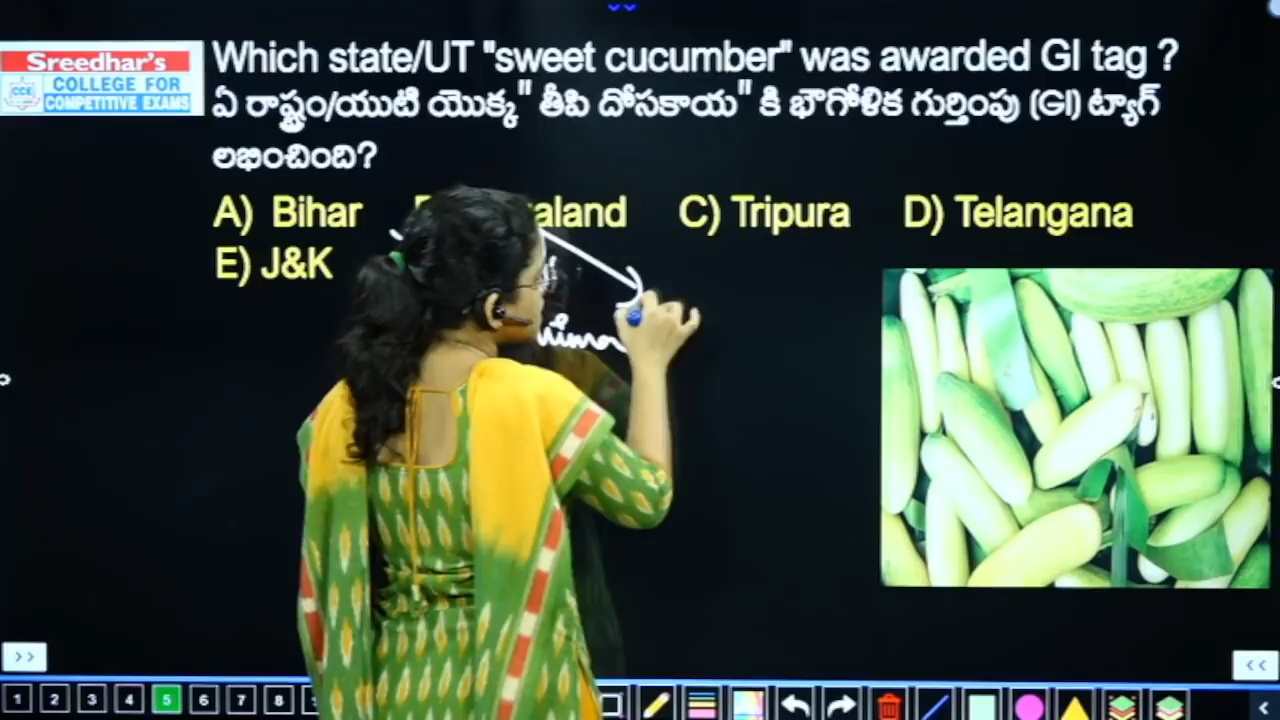 Sreedhar's
COLLEGE FOR
COMPETITIVE EXAMS
CCE
Which state/UT "sweet cucumber" was awarded GI tag ?
ఏ రాష్ట్రం/యుటి యొక్క" తీపి దోసకాయ" కి భౌగోళిక గుర్తింపు (GI) ట్యాగ్
లభించింది?
A) Bihar C) Tripura D) Telangana
E) J&K
>> <<
1 2 3 4 5 6 7 8